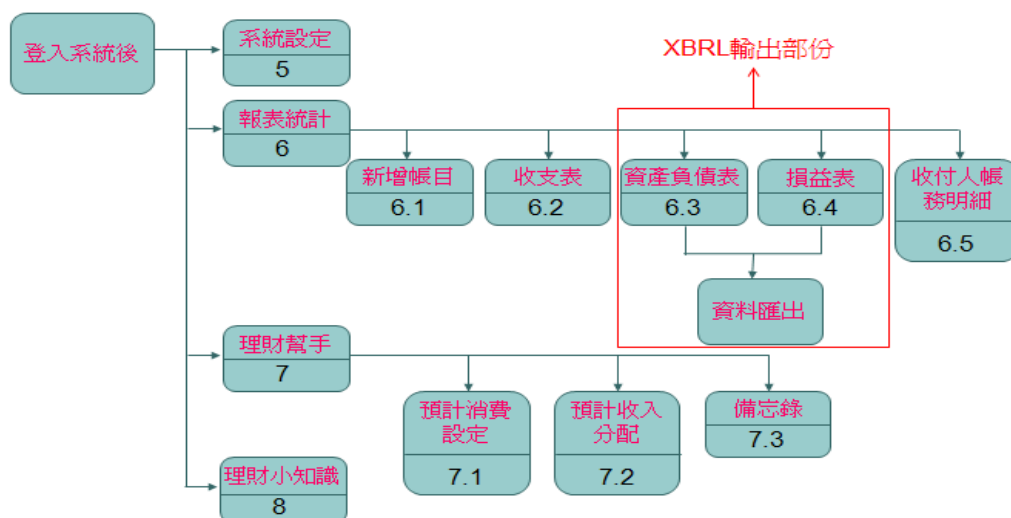 登入系統後
系統設定
5
XBRL輸出部份
報表統計
6
新增帳目
6.1
收支表
6.2
資產負債表
6.3
損益表
6.4
收付人帳
務明細
6.5
資料匯出
理財幫手
7
預計消費
設定
7.1
預計收入
分配
7.2
備忘錄
7.3
理財小知識
8